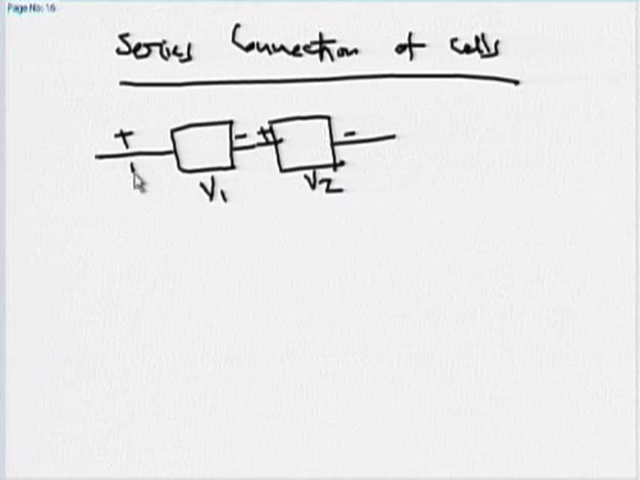 Page No: 16
Series Connection of Cells
+ - + -
V1 V2